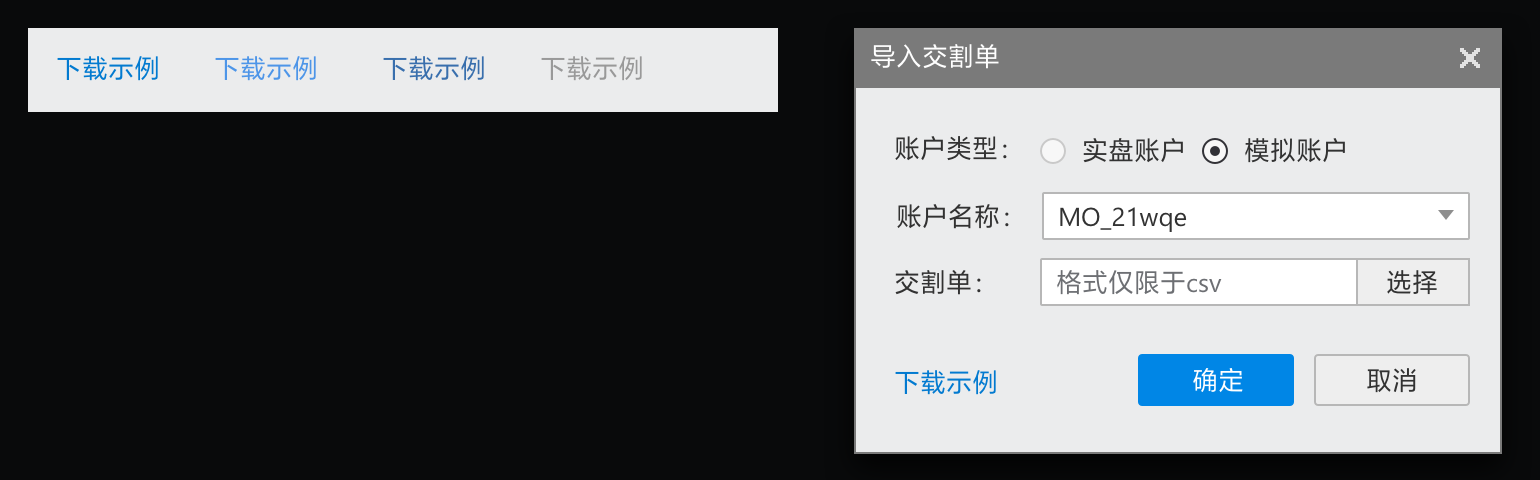 下载示例 下载示例 下载示例 下载示例
导入交割单
账户类型： 实盘账户 模拟账户
账户名称： MO_21wqe
交割单： 格式仅限于csv 选择
下载示例 确定 取消